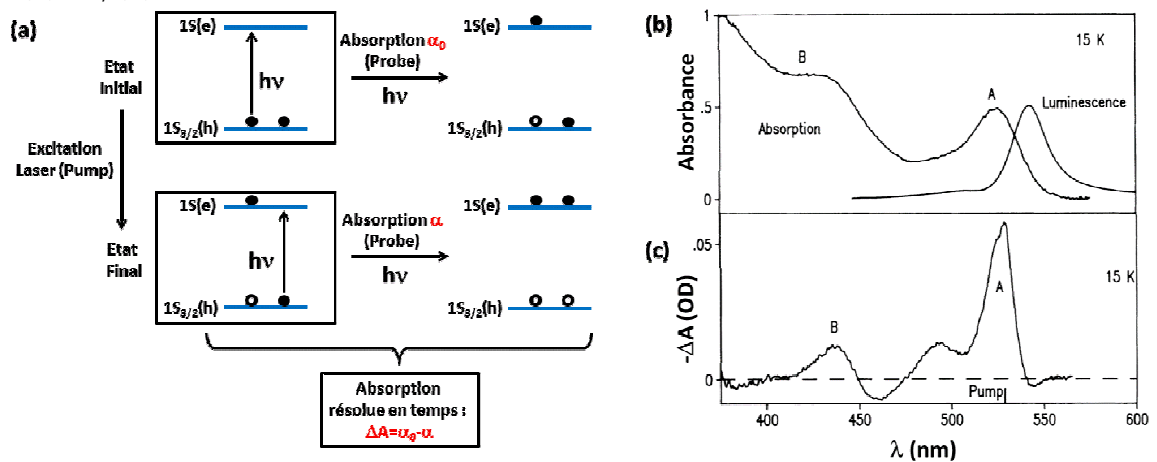 (a)
1S(e)
Etat
Initial
hν
1S₃/₂(h)
Absorption α₀
(Probe)
hν
1S(e)
1S₃/₂(h)
Excitation
Laser (Pump)
Etat
Final
1S(e)
hν
1S₃/₂(h)
Absorption α
(Probe)
hν
1S(e)
1S₃/₂(h)
Absorption
résolue en temps :
ΔA=α₀-α
(b)
15 K
Absorbance
1
.5
0
B
A
Absorption
Luminescence
(c)
15 K
-ΔA (OD)
.05
0
B
A
Pump
400 450 500 550 600
λ (nm)